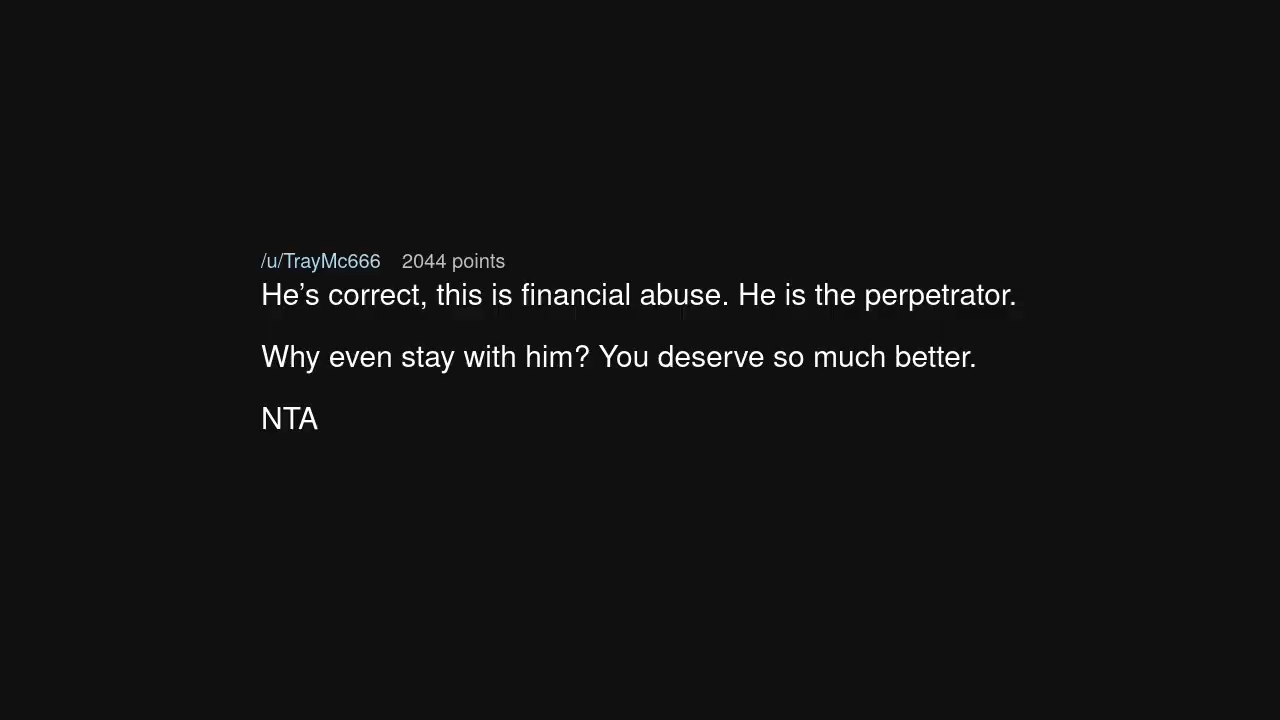 /u/TrayMc666 2044 points
He’s correct, this is financial abuse. He is the perpetrator.
Why even stay with him? You deserve so much better.
NTA